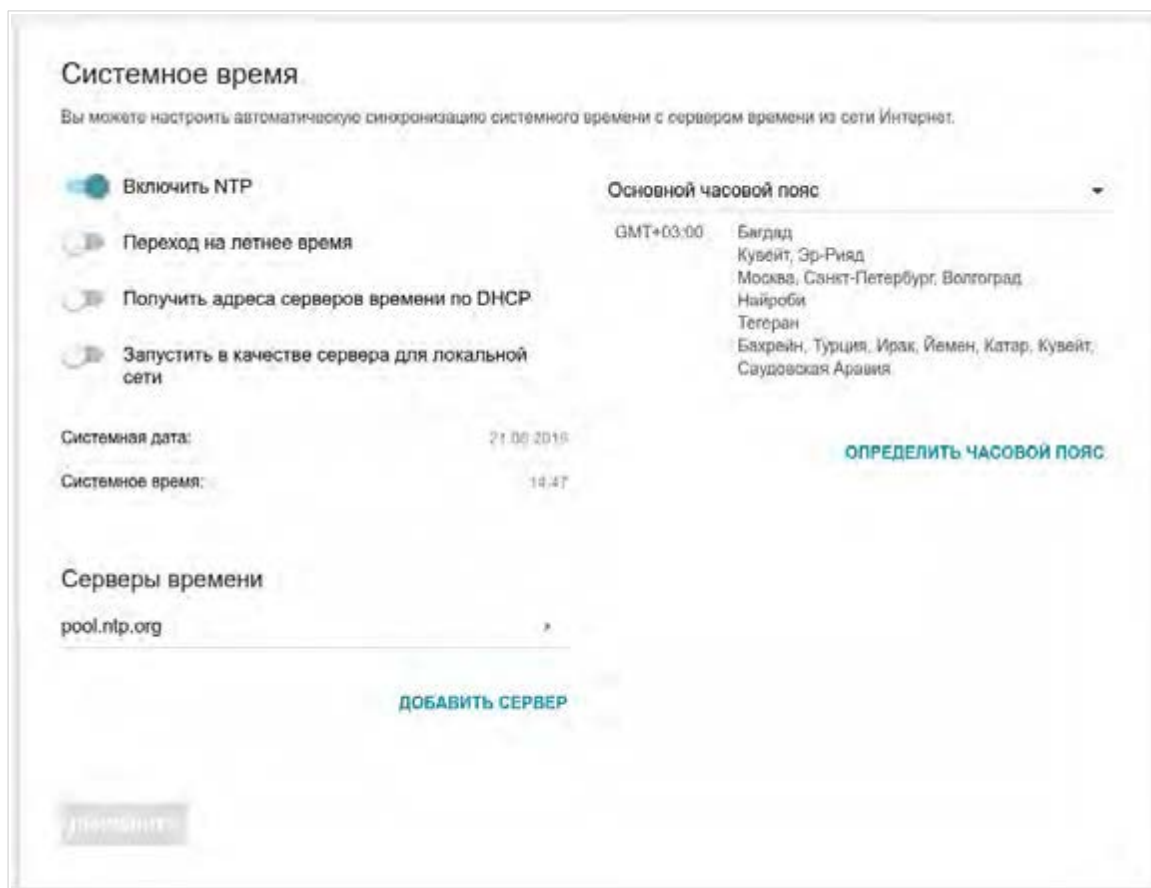 Системное время
Вы можете настроить автоматическую синхронизацию системного времени с сервером времени из сети Интернет.
Включить NTP
Переход на летнее время
Получить адреса серверов времени по DHCP
Запустить в качестве сервера для локальной
сети
Системная дата:
Системное время:
Серверы времени
pool.ntp.org
ДОБАВИТЬ СЕРВЕР
Основной часовой пояс
GMT+03:00
Багдад
Кувейт, Эр-Рияд
Москва, Санкт-Петербург, Волгоград
Найроби
Тегеран
Бахрейн, Турция, Ирак, Йемен, Катар, Кувейт,
Саудовская Аравия
ОПРЕДЕЛИТЬ ЧАСОВОЙ ПОЯС